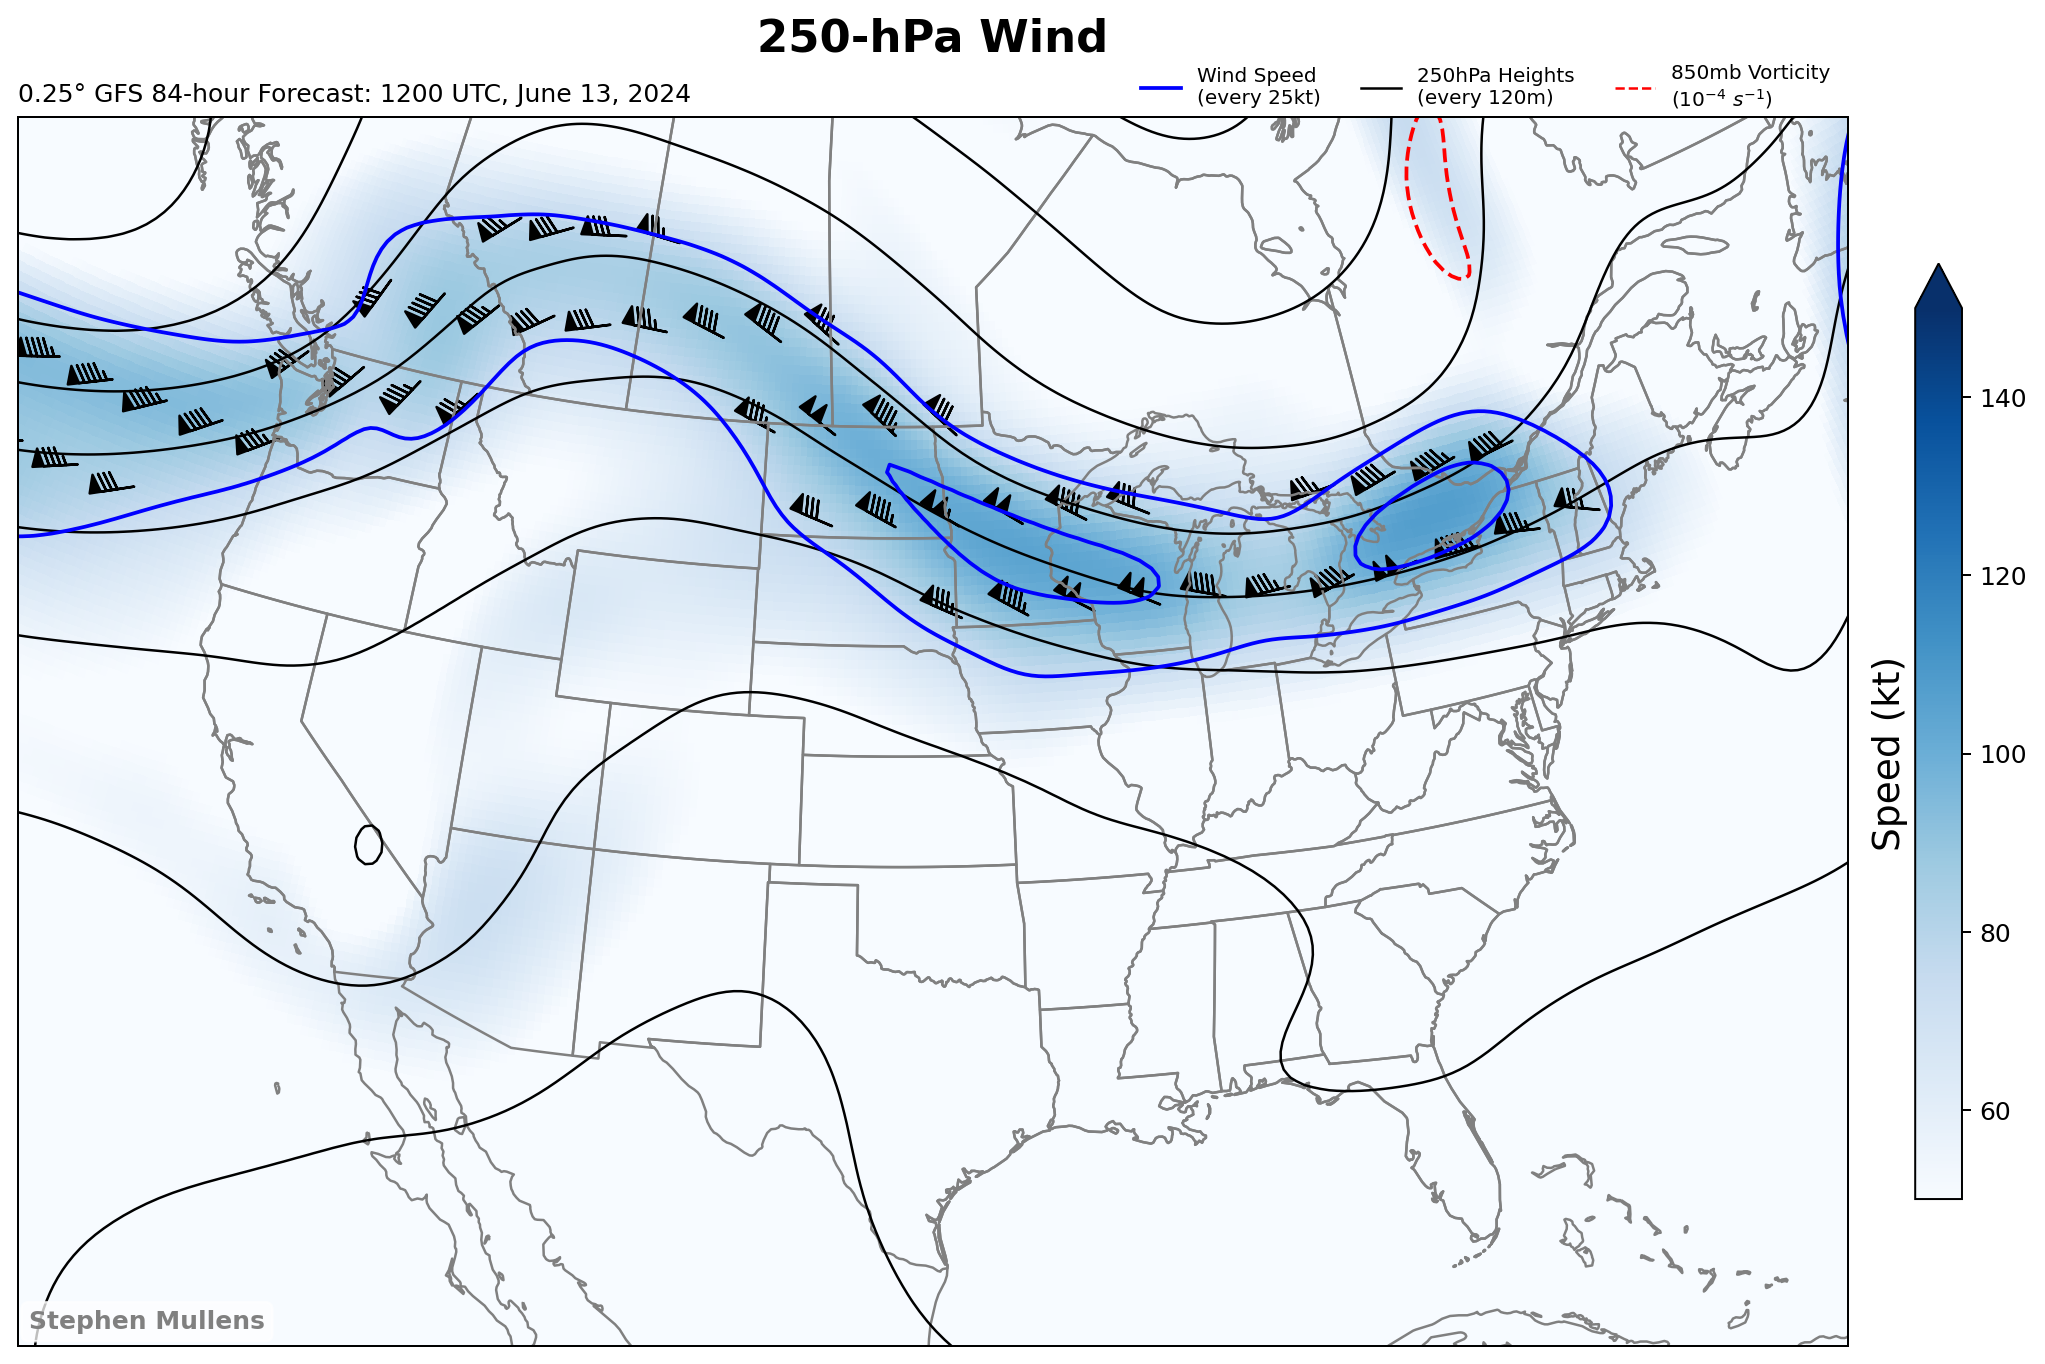 250-hPa Wind
0.25° GFS 84-hour Forecast: 1200 UTC, June 13, 2024
Wind Speed
(every 25kt)
250hPa Heights
(every 120m)
850mb Vorticity
(10⁻⁴ s⁻¹)
140
120
100
80
60
Speed (kt)
Stephen Mullens